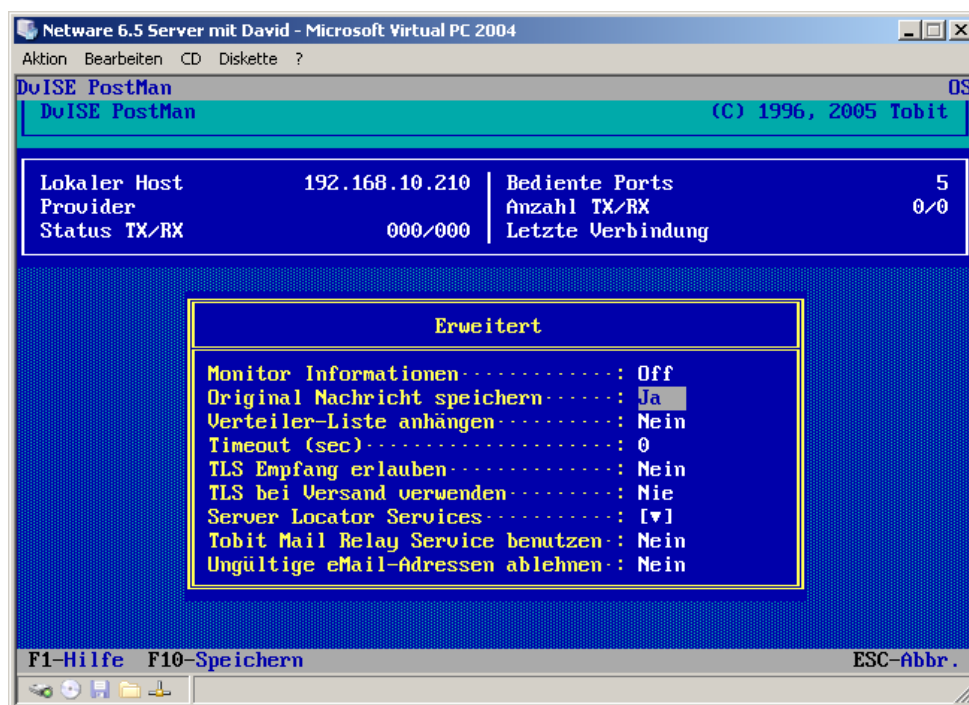 Netware 6.5 Server mit David - Microsoft Virtual PC 2004
Aktion Bearbeiten CD Diskette ?
DvISE PostMan OS
DvISE PostMan (C) 1996, 2005 Tobit
Lokaler Host 192.168.10.210 Bediente Ports 5
Provider Anzahl TX/RX 0/0
Status TX/RX 000/000 Letzte Verbindung
Erweitert
Monitor Informationen·············: Off
Original Nachricht speichern······: Ja
Verteiler-Liste anhängen··········: Nein
Timeout (sec)·····················: 0
TLS Empfang erlauben··············: Nein
TLS bei Versand verwenden·········: Nie
Server Locator Services···········: [▼]
Tobit Mail Relay Service benutzen·: Nein
Ungültige eMail-Adressen ablehnen·: Nein
F1-Hilfe F10-Speichern ESC-Abbr.